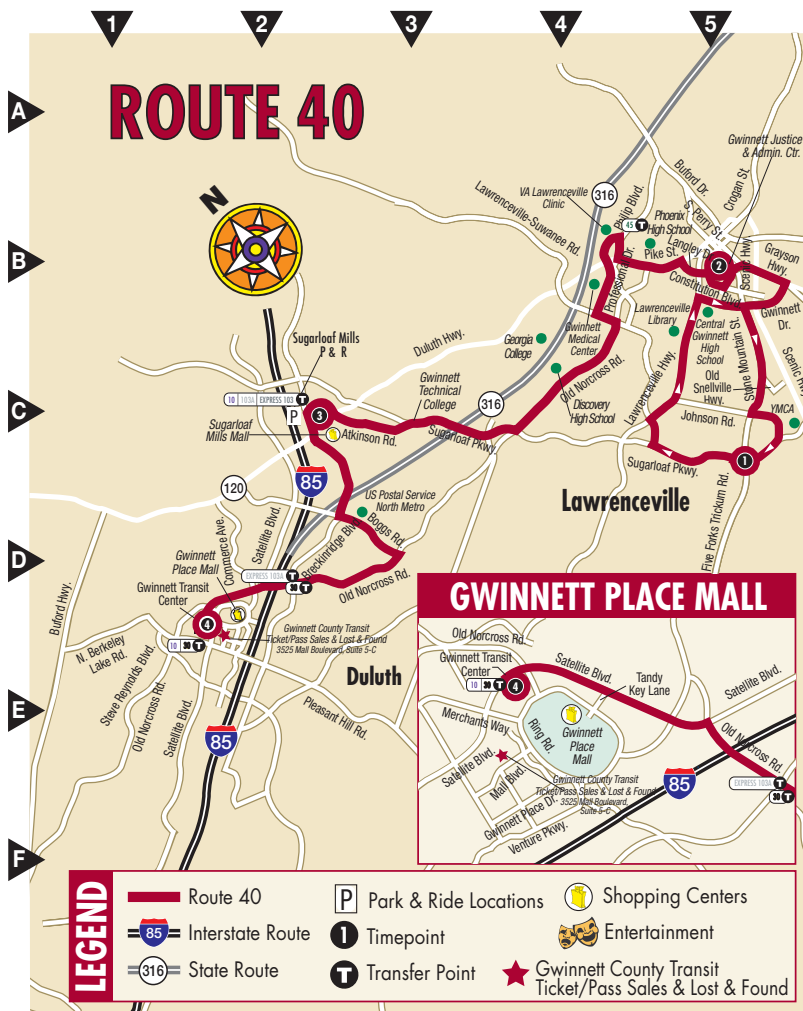 1 2 3 4 5
A
B
C
D
E
F
ROUTE 40
N
Gwinnett Justice
& Admin. Ctr.
Crogan St.
Buford Dr.
S. Perry St.
VA Lawrenceville
Clinic
316
Philip Blvd.
Lawrenceville-Suwanee Rd.
45 T
Phoenix
High School
Langley Dr.
Pike St.
2
Scenic Hwy.
Grayson
Hwy.
Professional Dr.
Constitution Blvd.
Gwinnett
Dr.
Sugarloaf Mills
P & R
Duluth Hwy.
Georgia
College
Gwinnett
Medical
Center
Lawrenceville
Library
Central
Gwinnett
High
School
Stone Mountain St.
Old
Snellville
Hwy.
Scenic Hwy.
Old Norcross Rd.
Lawrenceville Hwy.
10 103A EXPRESS 103 T
P
3
Gwinnett
Technical
College
316
Discovery
High School
Johnson Rd.
YMCA
Sugarloaf
Mills Mall
Atkinson Rd.
Sugarloaf Pkwy.
Sugarloaf Pkwy.
1
85
120
US Postal Service
North Metro
Lawrenceville
Five Forks Trickum Rd.
Boggs Rd.
Breckinridge Blvd.
Satellite Blvd.
Commerce Ave.
Gwinnett
Place Mall
EXPRESS 103A T
30 T
Old Norcross Rd.
Gwinnett Transit
Center
4
10 30 T
Buford Hwy.
Gwinnett County Transit
Ticket/Pass Sales & Lost & Found
3525 Mall Boulevard, Suite 5-C
N. Berkeley
Lake Rd.
Steve Reynolds Blvd.
Old Norcross Rd.
Satellite Blvd.
Duluth
Pleasant Hill Rd.
85
GWINNETT PLACE MALL
Old Norcross Rd.
Gwinnett Transit
Center
10 30 T
4
Satellite Blvd.
Tandy
Key Lane
Satellite Blvd.
Merchants Way
Ring Rd.
Gwinnett
Place
Mall
Old Norcross Rd.
Satellite Blvd.
Mall Blvd.
Gwinnett County Transit
Ticket/Pass Sales & Lost & Found
3525 Mall Boulevard,
Suite 5-C
85
EXPRESS 103A T
30 T
Gwinnett Place Dr.
Venture Pkwy.
LEGEND
Route 40
85 Interstate Route
316 State Route
P Park & Ride Locations
1 Timepoint
T Transfer Point
Shopping Centers
Entertainment
Gwinnett County Transit
Ticket/Pass Sales & Lost & Found